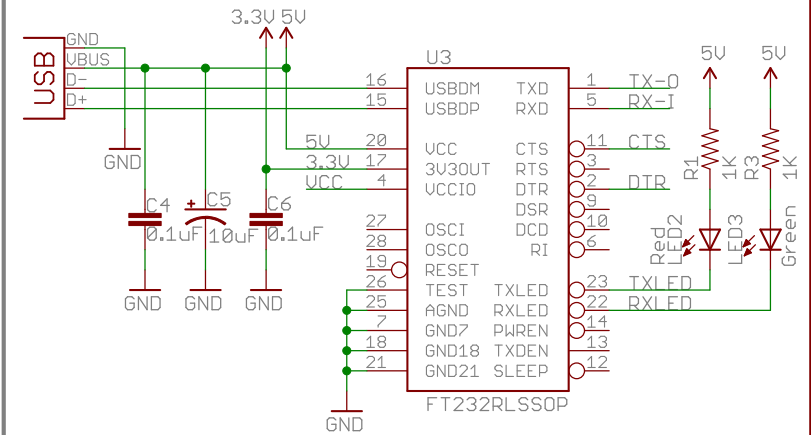 3.3V 5V
USB
GND
VBUS
D-
D+
GND
C4
0.1uF
GND
C5
+
10uF
GND
C6
0.1uF
GND
U3
16 USBDM TXD 1 TX-O
15 USBDP RXD 5 RX-I
5V 20 VCC CTS 11 CTS
3.3V 17 3V3OUT RTS 3
VCC 4 VCCIO DTR 2 DTR
DSR 9
27 OSCI DCD 10
28 OSCO RI 6
19 RESET
26 TEST TXLED 23 TXLED
25 AGND RXLED 22 RXLED
7 GND7 PWREN 14
18 GND18 TXDEN 13
21 GND21 SLEEP 12
FT232RLSSOP
GND
5V
R1
1K
Red
LED2
5V
R3
1K
LED3
Green